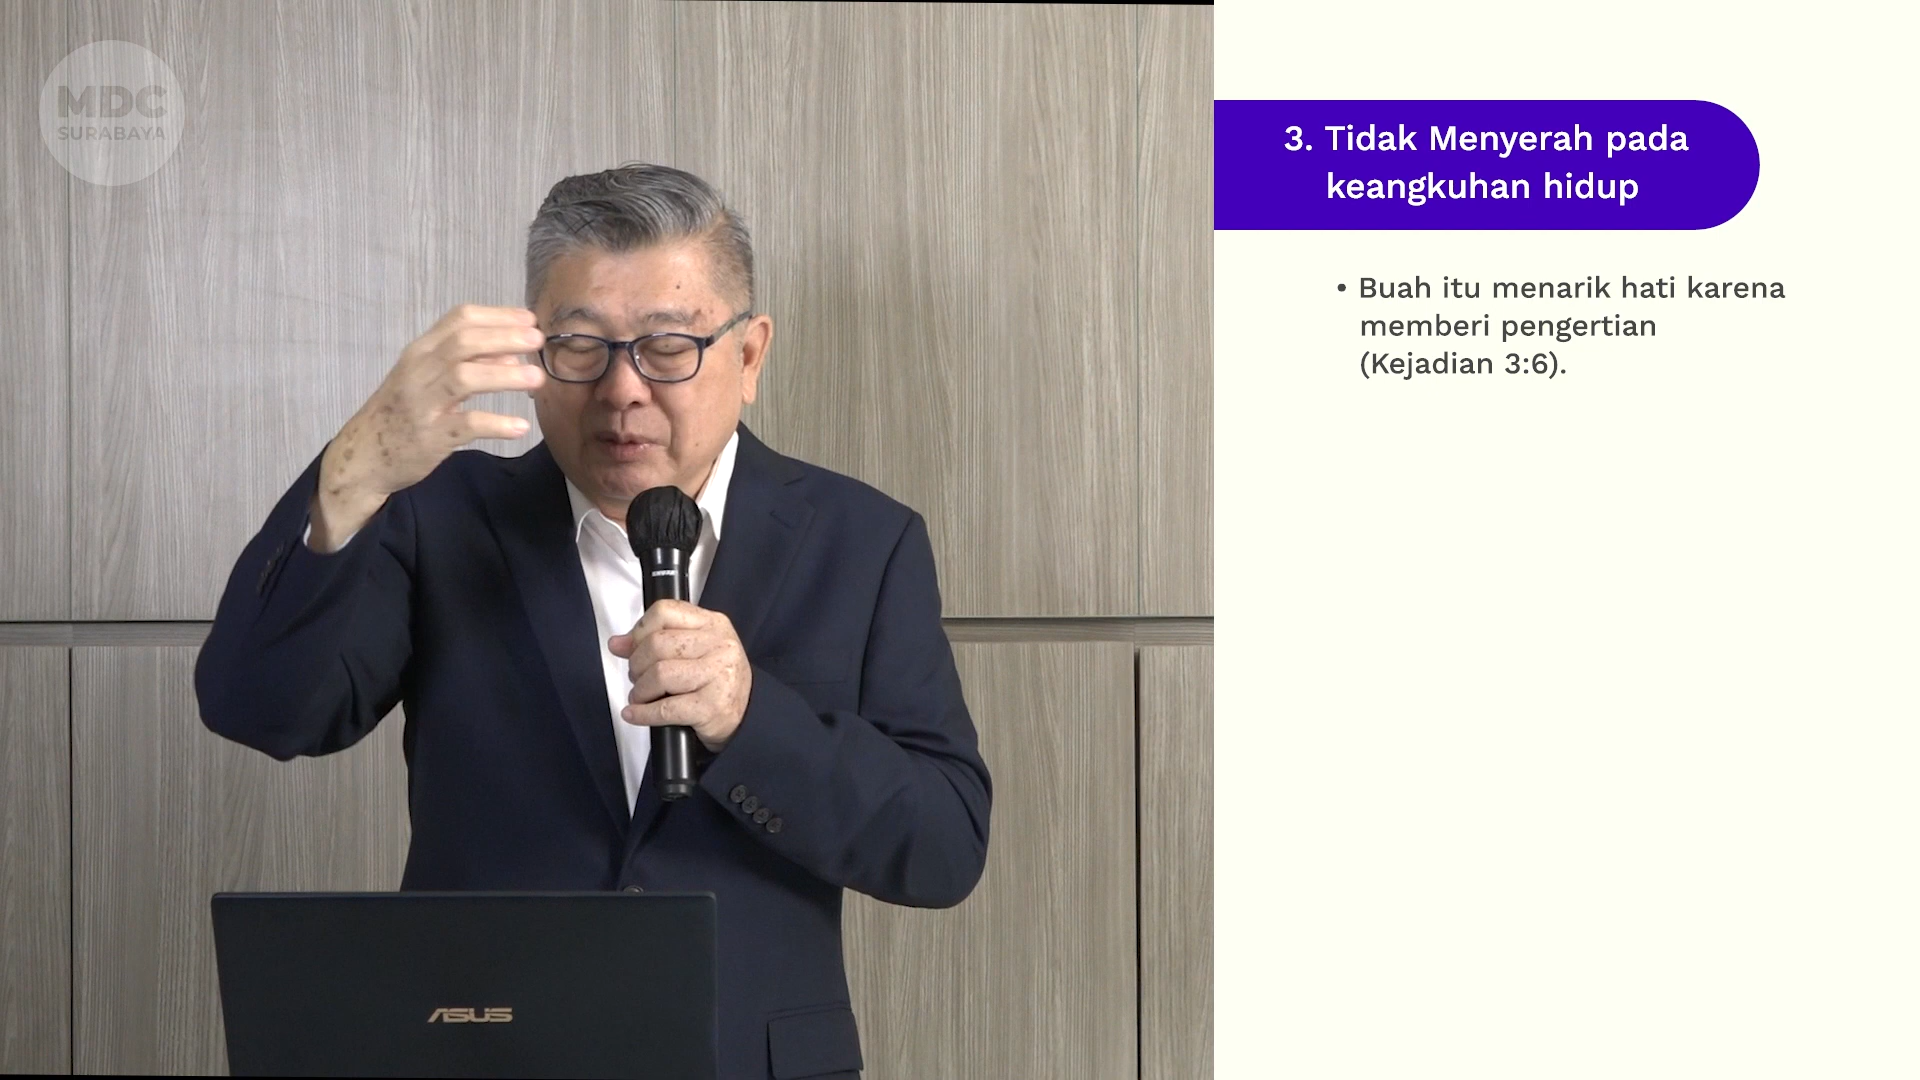 MDC
SURABAYA
3. Tidak Menyerah pada
keangkuhan hidup
• Buah itu menarik hati karena
memberi pengertian
(Kejadian 3:6).
ASUS